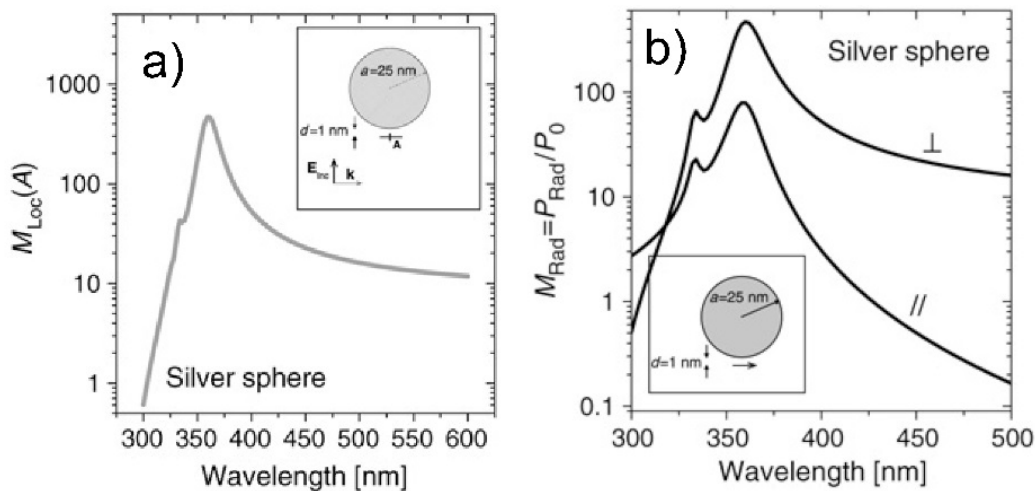 a)
a=25 nm
d=1 nm
A
E_Inc
k
M_Loc(A)
1000
100
10
1
Silver sphere
300 350 400 450 500 550 600
Wavelength [nm]
b)
Silver sphere
⊥
//
M_Rad=P_Rad/P_0
100
10
1
0.1
a=25 nm
d=1 nm
300 350 400 450 500
Wavelength [nm]